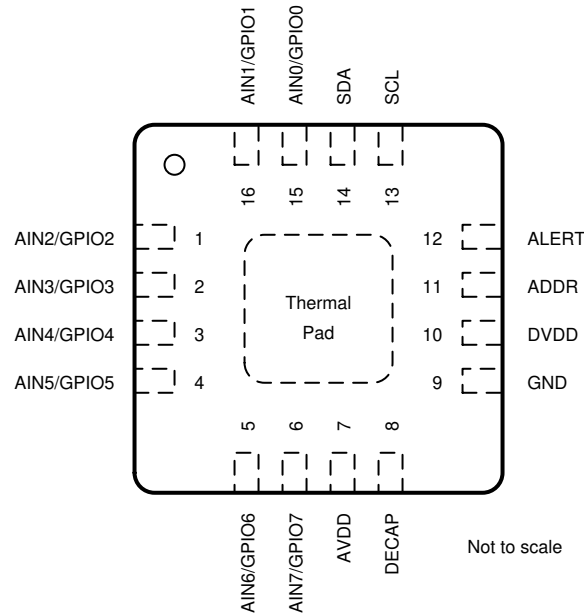 AIN1/GPIO1
AIN0/GPIO0
SDA
SCL
16
15
14
13
AIN2/GPIO2
1
12
ALERT
AIN3/GPIO3
2
11
ADDR
AIN4/GPIO4
3
10
DVDD
AIN5/GPIO5
4
9
GND
Thermal
Pad
5
6
7
8
AIN6/GPIO6
AIN7/GPIO7
AVDD
DECAP
Not to scale